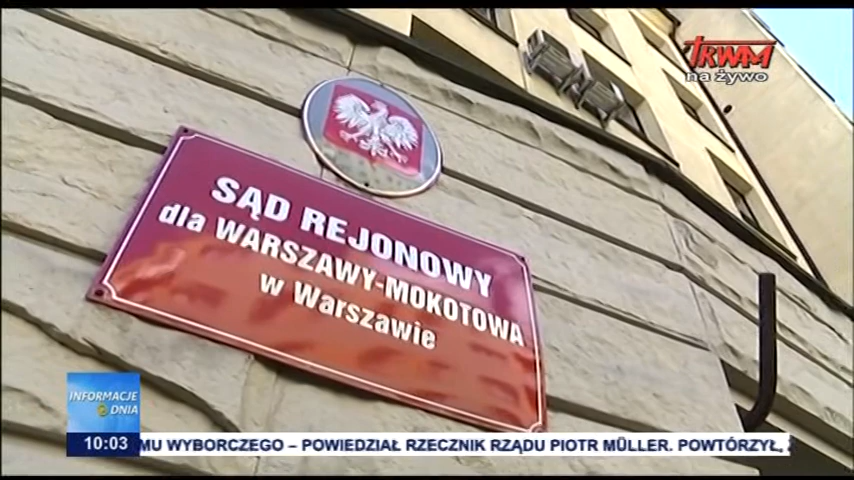 TRWAM
na żywo
SĄD REJONOWY
dla WARSZAWY-MOKOTOWA
w Warszawie
INFORMACJE
DNIA
10:03
MU WYBORCZEGO – POWIEDZIAŁ RZECZNIK RZĄDU PIOTR MÜLLER. POWTÓRZYŁ,